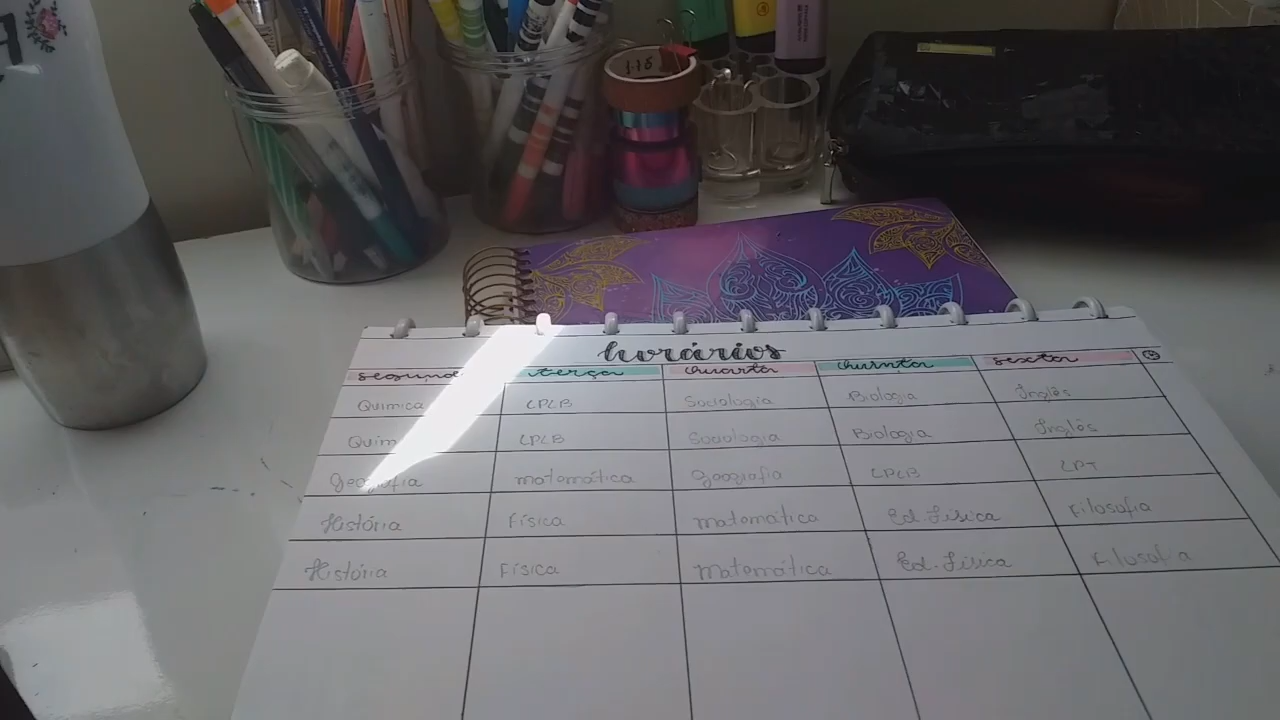 horários
segunda terça quarta quinta sexta
Química LPLB Sociologia Biologia Inglês
Quím LPLB Sociologia Biologia Inglês
Geografia matemática Geografia LPLB LPT
História Física matemática Ed. Física Filosofia
História Física matemática Ed. Física Filosofia